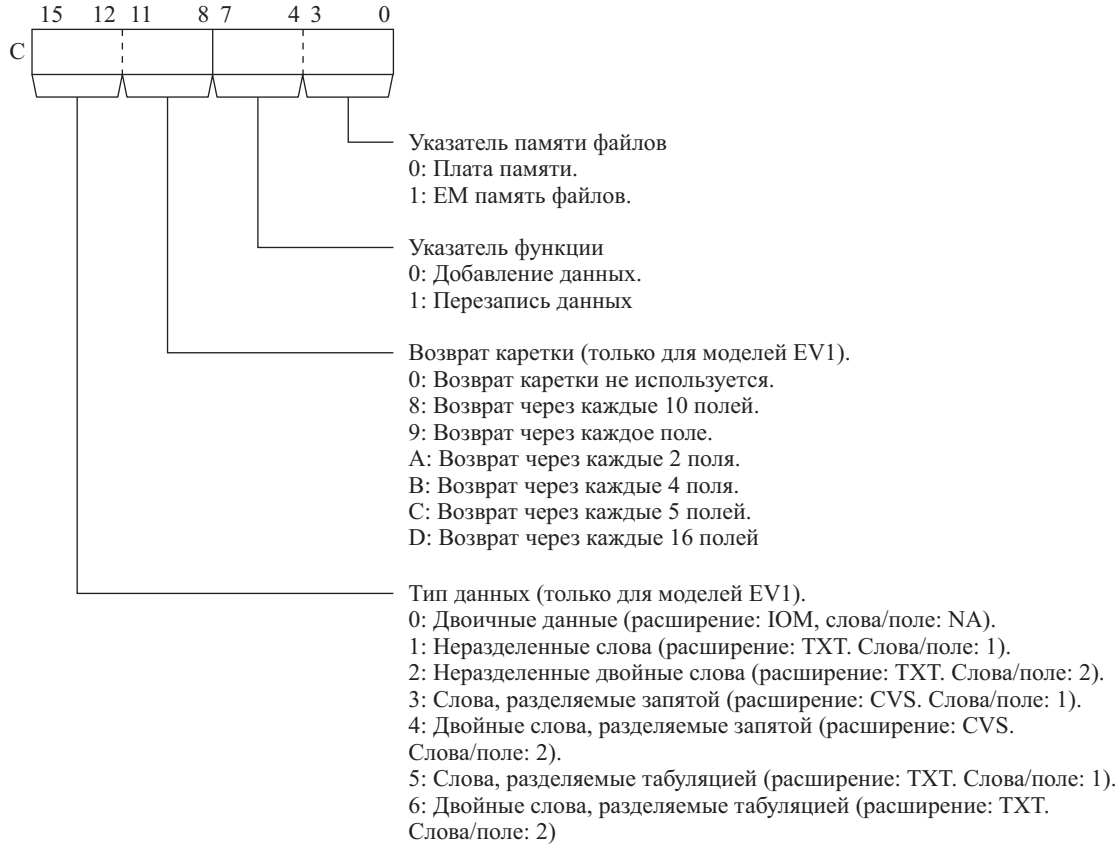 15 12 11 8 7 4 3 0
C
Указатель памяти файлов
0: Плата памяти.
1: EM память файлов.
Указатель функции
0: Добавление данных.
1: Перезапись данных
Возврат каретки (только для моделей EV1).
0: Возврат каретки не используется.
8: Возврат через каждые 10 полей.
9: Возврат через каждое поле.
A: Возврат через каждые 2 поля.
B: Возврат через каждые 4 поля.
C: Возврат через каждые 5 полей.
D: Возврат через каждые 16 полей
Тип данных (только для моделей EV1).
0: Двоичные данные (расширение: IOM, слова/поле: NA).
1: Неразделенные слова (расширение: TXT. Слова/поле: 1).
2: Неразделенные двойные слова (расширение: TXT. Слова/поле: 2).
3: Слова, разделяемые запятой (расширение: CVS. Слова/поле: 1).
4: Двойные слова, разделяемые запятой (расширение: CVS.
Слова/поле: 2).
5: Слова, разделяемые табуляцией (расширение: TXT. Слова/поле: 1).
6: Двойные слова, разделяемые табуляцией (расширение: TXT.
Слова/поле: 2)